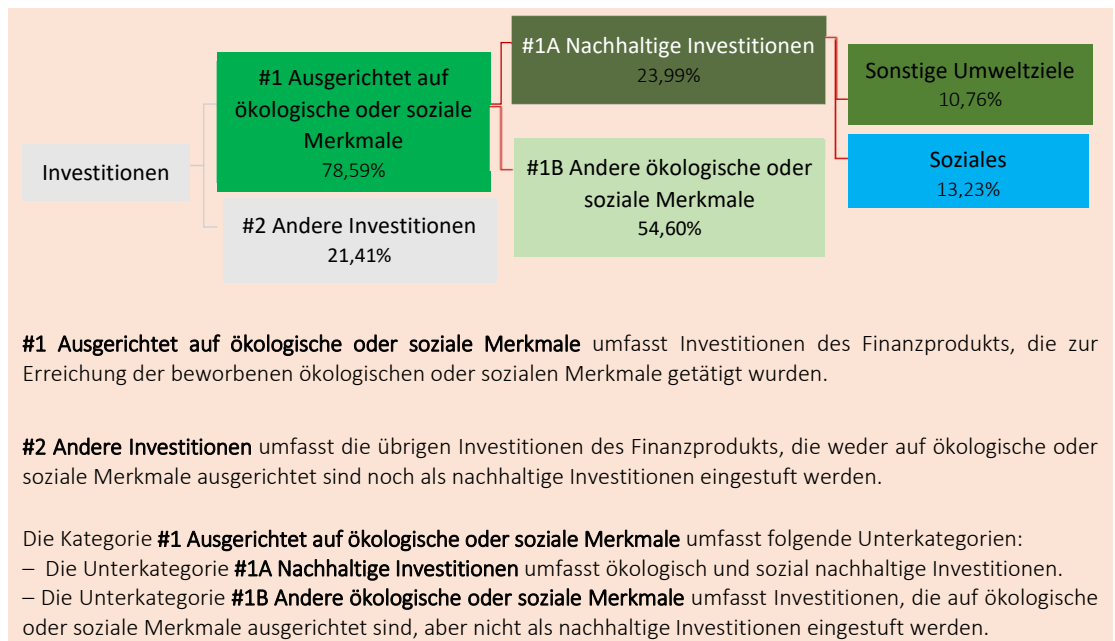 Investitionen
#1 Ausgerichtet auf
ökologische oder soziale
Merkmale
78,59%
#2 Andere Investitionen
21,41%
#1A Nachhaltige Investitionen
23,99%
#1B Andere ökologische oder
soziale Merkmale
54,60%
Sonstige Umweltziele
10,76%
Soziales
13,23%
#1 Ausgerichtet auf ökologische oder soziale Merkmale umfasst Investitionen des Finanzprodukts, die zur
Erreichung der beworbenen ökologischen oder sozialen Merkmale getätigt wurden.
#2 Andere Investitionen umfasst die übrigen Investitionen des Finanzprodukts, die weder auf ökologische oder
soziale Merkmale ausgerichtet sind noch als nachhaltige Investitionen eingestuft werden.
Die Kategorie #1 Ausgerichtet auf ökologische oder soziale Merkmale umfasst folgende Unterkategorien:
– Die Unterkategorie #1A Nachhaltige Investitionen umfasst ökologisch und sozial nachhaltige Investitionen.
– Die Unterkategorie #1B Andere ökologische oder soziale Merkmale umfasst Investitionen, die auf ökologische
oder soziale Merkmale ausgerichtet sind, aber nicht als nachhaltige Investitionen eingestuft werden.